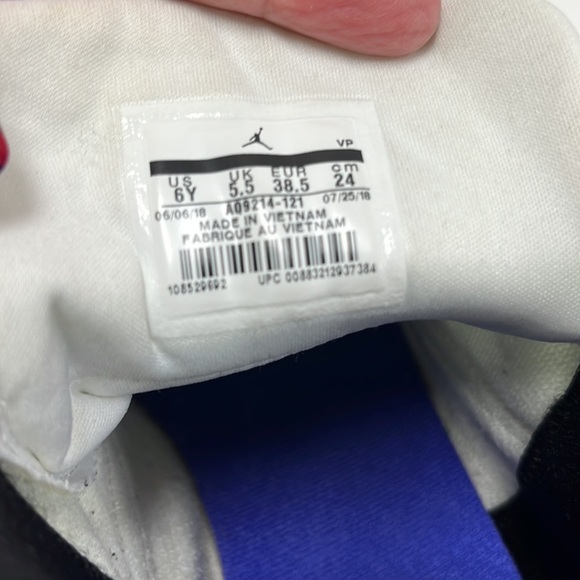 VP
US UK EUR cm
6Y 5.5 38.5 24
06/06/18 AO9214-121 07/25/18
MADE IN VIETNAM
FABRIQUE AU VIETNAM
108529692 UPC 00883212937384